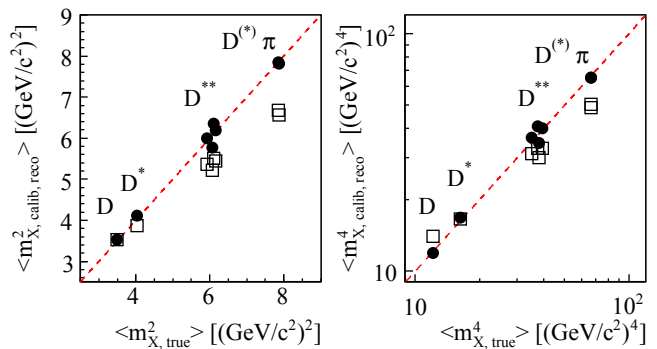 <m²X, calib, reco> [(GeV/c²)²]
9
8
7
6
5
4
3
D(*) π
D**
D*
D
4
6
8
<m²X, true> [(GeV/c²)²]
<m⁴X, calib, reco> [(GeV/c²)⁴]
10²
10
D(*) π
D**
D*
D
10
10²
<m⁴X, true> [(GeV/c²)⁴]